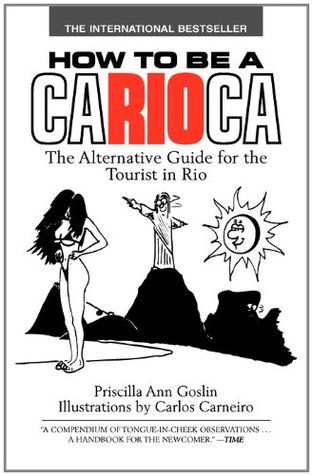 THE INTERNATIONAL BESTSELLER
HOW TO BE A
CARIOCA
The Alternative Guide for the
Tourist in Rio
Priscilla Ann Goslin
Illustrations by Carlos Carneiro
"A COMPENDIUM OF TONGUE-IN-CHEEK OBSERVATIONS . . .
A HANDBOOK FOR THE NEWCOMER." —TIME